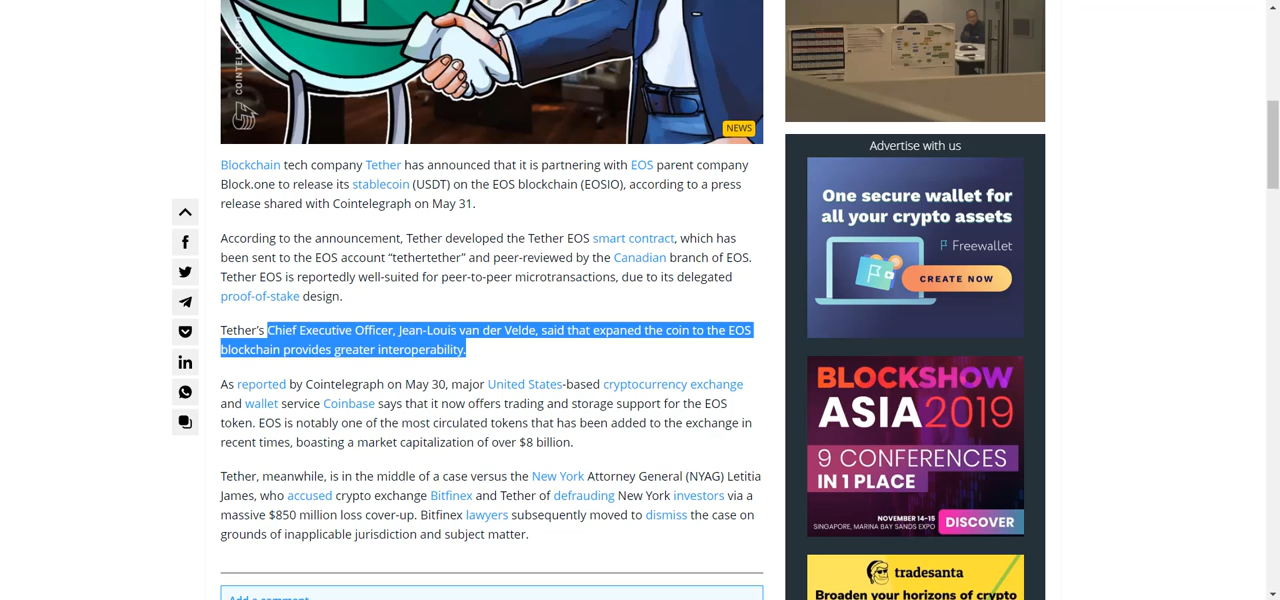 COINTELE
NEWS
Blockchain tech company Tether has announced that it is partnering with EOS parent company
Block.one to release its stablecoin (USDT) on the EOS blockchain (EOSIO), according to a press
release shared with Cointelegraph on May 31.
According to the announcement, Tether developed the Tether EOS smart contract, which has
been sent to the EOS account “tethertether” and peer-reviewed by the Canadian branch of EOS.
Tether EOS is reportedly well-suited for peer-to-peer microtransactions, due to its delegated
proof-of-stake design.
Tether’s Chief Executive Officer, Jean-Louis van der Velde, said that expaned the coin to the EOS
blockchain provides greater interoperability.
As reported by Cointelegraph on May 30, major United States-based cryptocurrency exchange
and wallet service Coinbase says that it now offers trading and storage support for the EOS
token. EOS is notably one of the most circulated tokens that has been added to the exchange in
recent times, boasting a market capitalization of over $8 billion.
Tether, meanwhile, is in the middle of a case versus the New York Attorney General (NYAG) Letitia
James, who accused crypto exchange Bitfinex and Tether of defrauding New York investors via a
massive $850 million loss cover-up. Bitfinex lawyers subsequently moved to dismiss the case on
grounds of inapplicable jurisdiction and subject matter.
Add a comment
Advertise with us
One secure wallet for
all your crypto assets
Freewallet
CREATE NOW
BLOCKSHOW
ASIA2019
9 CONFERENCES
IN 1 PLACE
NOVEMBER 14-15
SINGAPORE, MARINA BAY SANDS EXPO
DISCOVER
tradesanta
Broaden your horizons of crypto